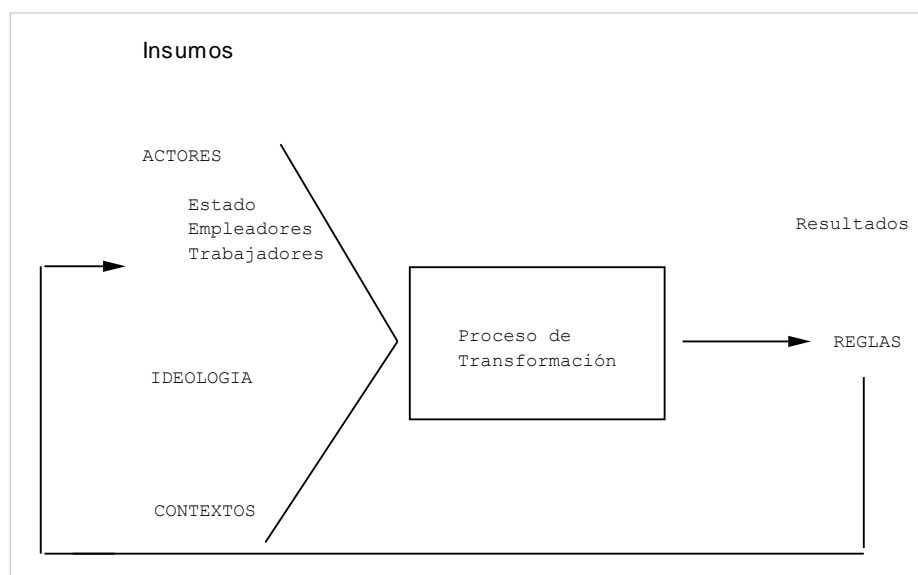 Insumos
ACTORES
Estado
Empleadores
Trabajadores
Resultados
Proceso de
Transformación
REGLAS
IDEOLOGIA
CONTEXTOS